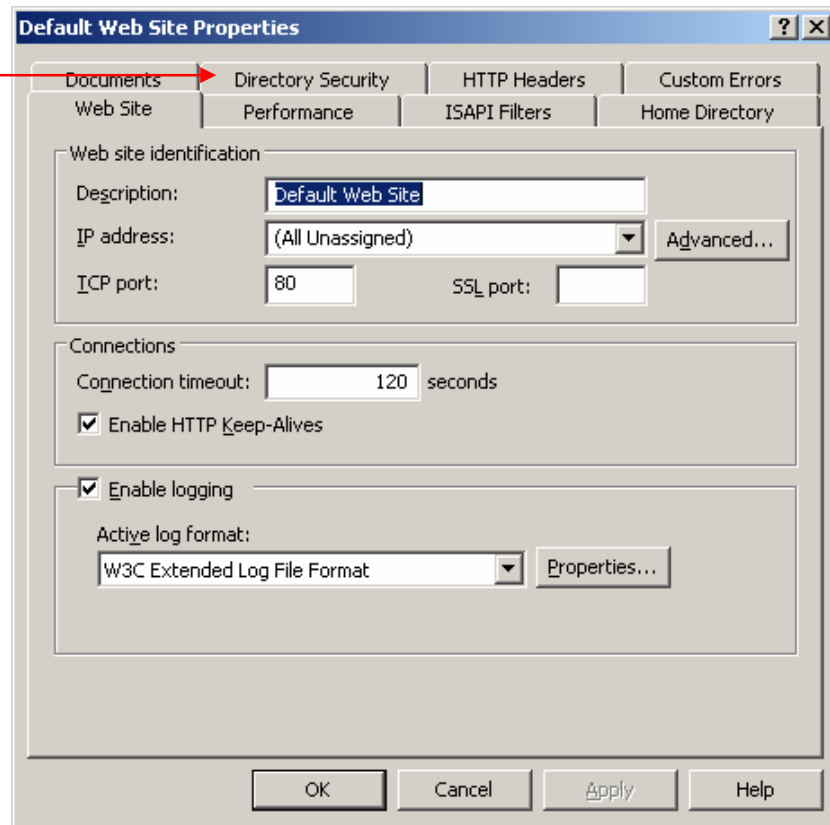 Default Web Site Properties
Documents Directory Security HTTP Headers Custom Errors
Web Site Performance ISAPI Filters Home Directory
Web site identification
Description: Default Web Site
IP address: (All Unassigned) Advanced...
TCP port: 80 SSL port:
Connections
Connection timeout: 120 seconds
Enable HTTP Keep-Alives
Enable logging
Active log format:
W3C Extended Log File Format Properties...
OK Cancel Apply Help